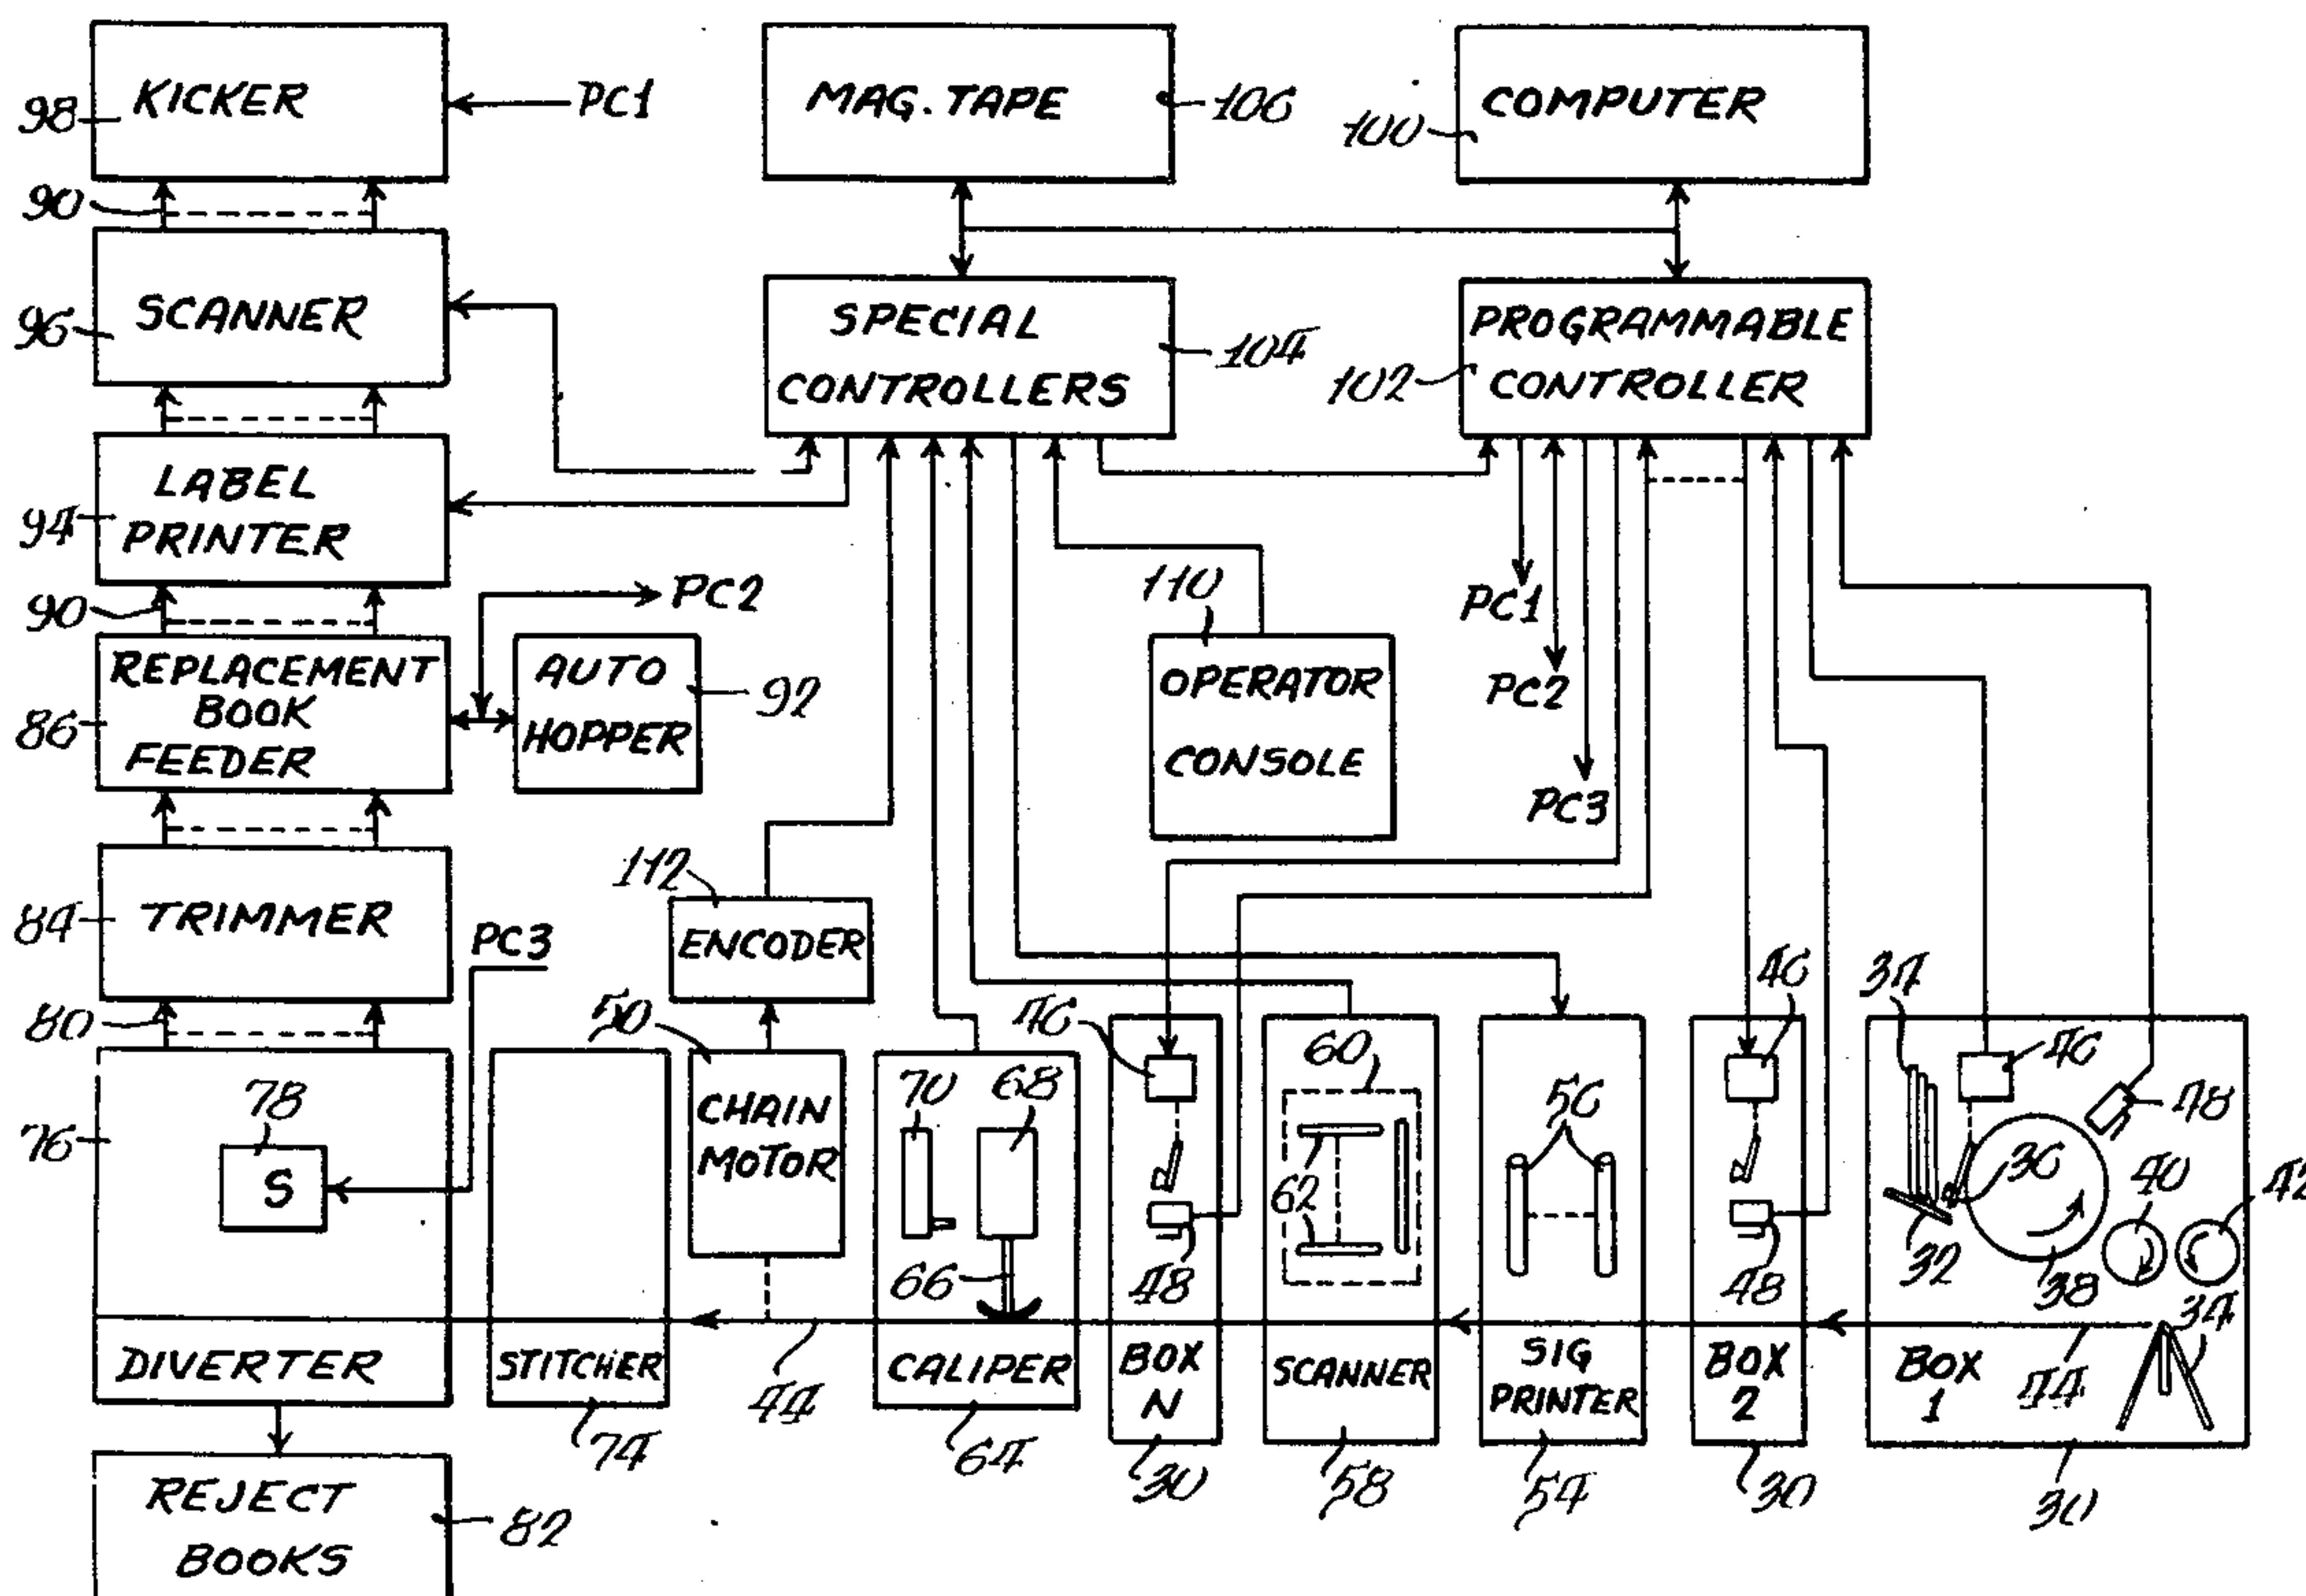 KICKER
98
PC1
MAG. TAPE
106
COMPUTER
100
90
SCANNER
96
SPECIAL
CONTROLLERS
104
PROGRAMMABLE
CONTROLLER
102
LABEL
PRINTER
94
90
PC2
110
PC1
REPLACEMENT
BOOK
FEEDER
86
AUTO
HOPPER
92
OPERATOR
CONSOLE
PC2
PC3
112
TRIMMER
84
PC3
ENCODER
80
50
46
60
46
34
46
48
76
78
S
CHAIN
MOTOR
70
68
56
36
40
42
62
66
48
48
32
38
34
DIVERTER
STITCHER
44
CALIPER
BOX
N
SCANNER
SIG
PRINTER
BOX
2
BOX
1
44
74
64
30
58
54
30
30
REJECT
BOOKS
82